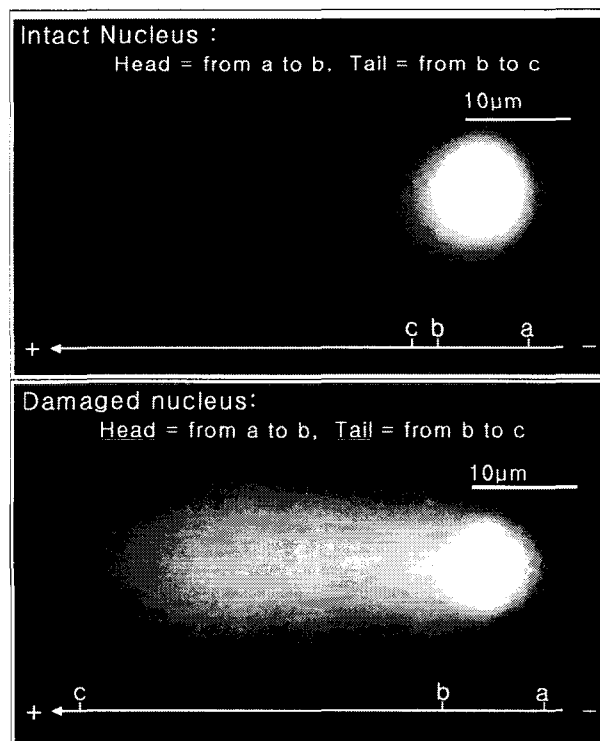 Intact Nucleus :
Head = from a to b, Tail = from b to c
10μm
c b a
+ −
Damaged nucleus:
Head = from a to b, Tail = from b to c
10μm
c b a
+ −